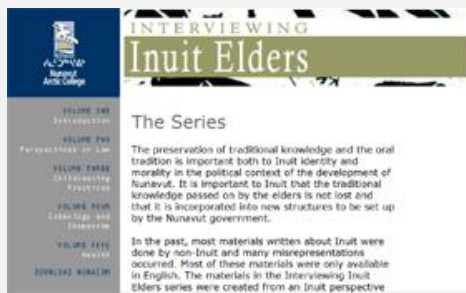 INTERVIEWING
Inuit Elders
Nunavut
Arctic College
VOLUME ONE
Introduction
VOLUME TWO
Perspectives on Law
VOLUME THREE
Childrearing
Practices
VOLUME FOUR
Cosmology and
Shamanism
VOLUME FIVE
Health
The Series
The preservation of traditional knowledge and the oral
tradition is important both to Inuit identity and
morality in the political context of the development of
Nunavut. It is important to Inuit that the traditional
knowledge passed on by the elders is not lost and
that it is incorporated into new structures to be set up
by the Nunavut government.
In the past, most materials written about Inuit were
done by non-Inuit and many misrepresentations
occurred. Most of these materials were only available
in English. The materials in the Interviewing Inuit
Elders series were created from an Inuit perspective